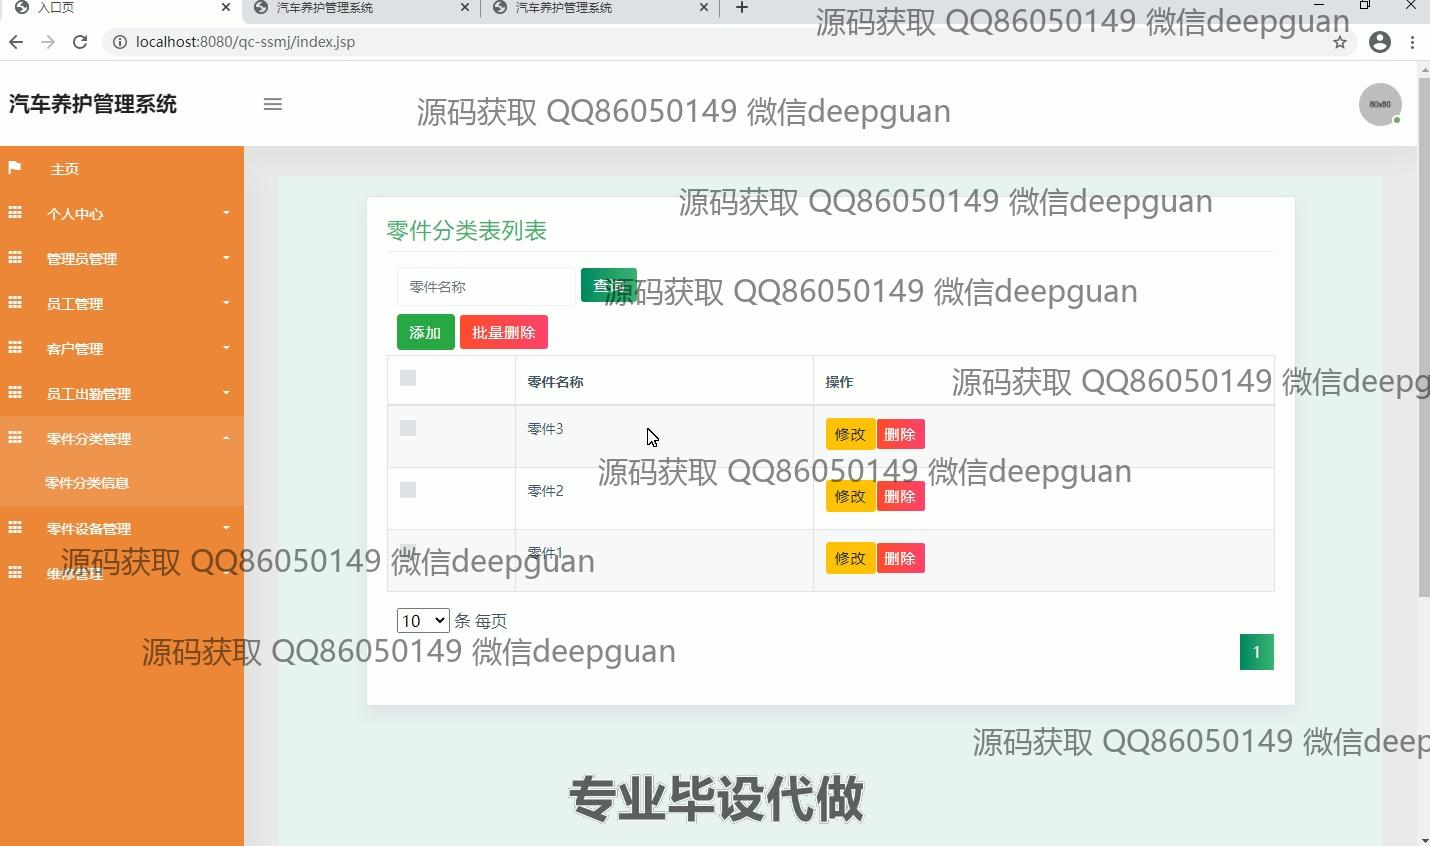 入口页
汽车养护管理系统
汽车养护管理系统
localhost:8080/qc-ssmj/index.jsp
源码获取 QQ86050149 微信deepguan
汽车养护管理系统
源码获取 QQ86050149 微信deepguan
80x80
主页
个人中心
管理员管理
员工管理
客户管理
员工出勤管理
零件分类管理
零件分类信息
零件设备管理
维修管理
源码获取 QQ86050149 微信deepguan
零件分类表列表
零件名称
查询
源码获取 QQ86050149 微信deepguan
添加
批量删除
零件名称
操作
源码获取 QQ86050149 微信deepg
零件3
修改
删除
源码获取 QQ86050149 微信deepguan
零件2
修改
删除
零件1
修改
删除
源码获取 QQ86050149 微信deepguan
10 条 每页
源码获取 QQ86050149 微信deepguan
1
源码获取 QQ86050149 微信deep
专业毕设代做